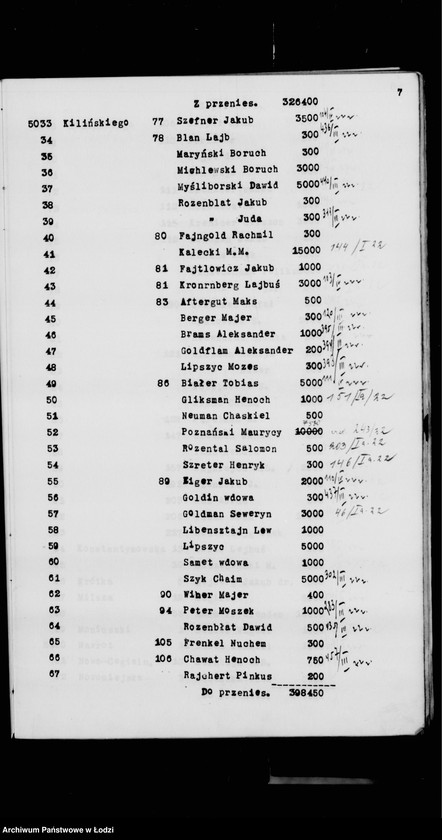 7
Z przenies. 326400
5033 Kilińskiego 77 Szefner Jakub 3500
34 78 Blan Lajb 300
35 Maryński Boruch 300
36 Michlewski Boruch 3000
37 Myśliborski Dawid 5000
38 Rozenblat Jakub 300
39 " Juda 300
40 80 Fajngold Rachmil 300
41 Kalecki M.M. 15000 144/I 22
42 81 Fajtlowicz Jakub 1000
43 81 Kronrnberg Lajbuś 3000
44 83 Aftergut Maks 500
45 Berger Majer 300
46 Brams Aleksander 1000
47 Goldflam Aleksander 200
48 Lipszyc Mozes 300
49 86 Białer Tobias 5000
50 Gliksman Henoch 1000
51 Neuman Chaskiel 500
52 Poznański Maurycy 10000
53 Rozental Salomon 500
54 Szreter Henryk 300
55 89 Eiger Jakub 2000
56 Goldin wdowa 300
57 Goldman Seweryn 3000
58 Libensztajn Lew 1000
59 Lipszyc 5000
60 Samet wdowa 1000
61 Szyk Chaim 5000
62 90 Wiher Majer 400
63 94 Peter Moszek 1000
64 Rozenbłat Dawid 500
65 105 Frenkel Nuchem 300
66 106 Chawat Henoch 750
67 Rajchert Pinkus 200
Do przenies. 398450
Archiwum Państwowe w Łodzi